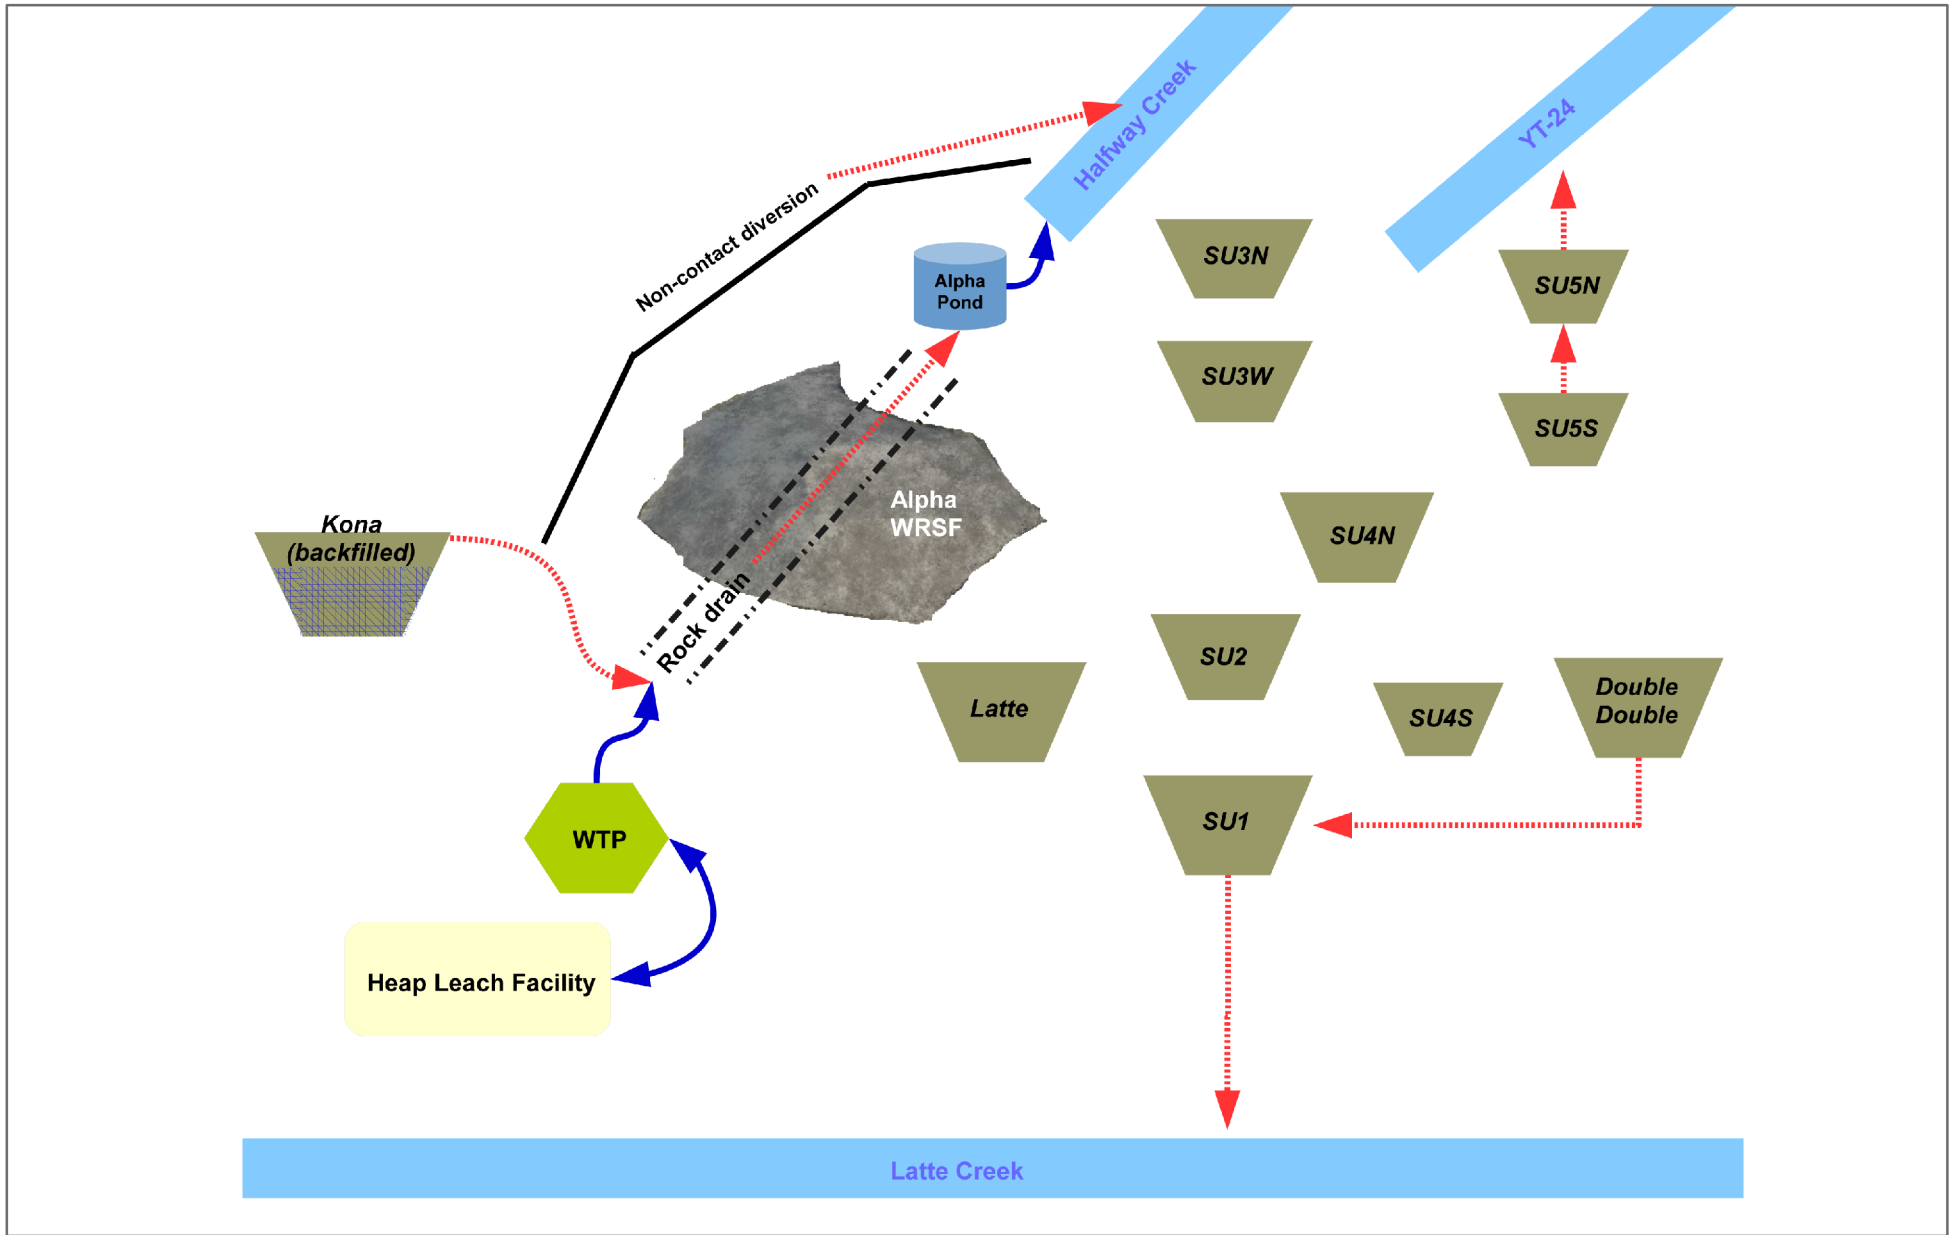 Halfway Creek
YT-24
Non-contact diversion
SU3N
Alpha
Pond
SU5N
SU3W
SU5S
Alpha
WRSF
Kona
(backfilled)
SU4N
Rock drain
SU2
Latte
SU4S
Double
Double
WTP
SU1
Heap Leach Facility
Latte Creek